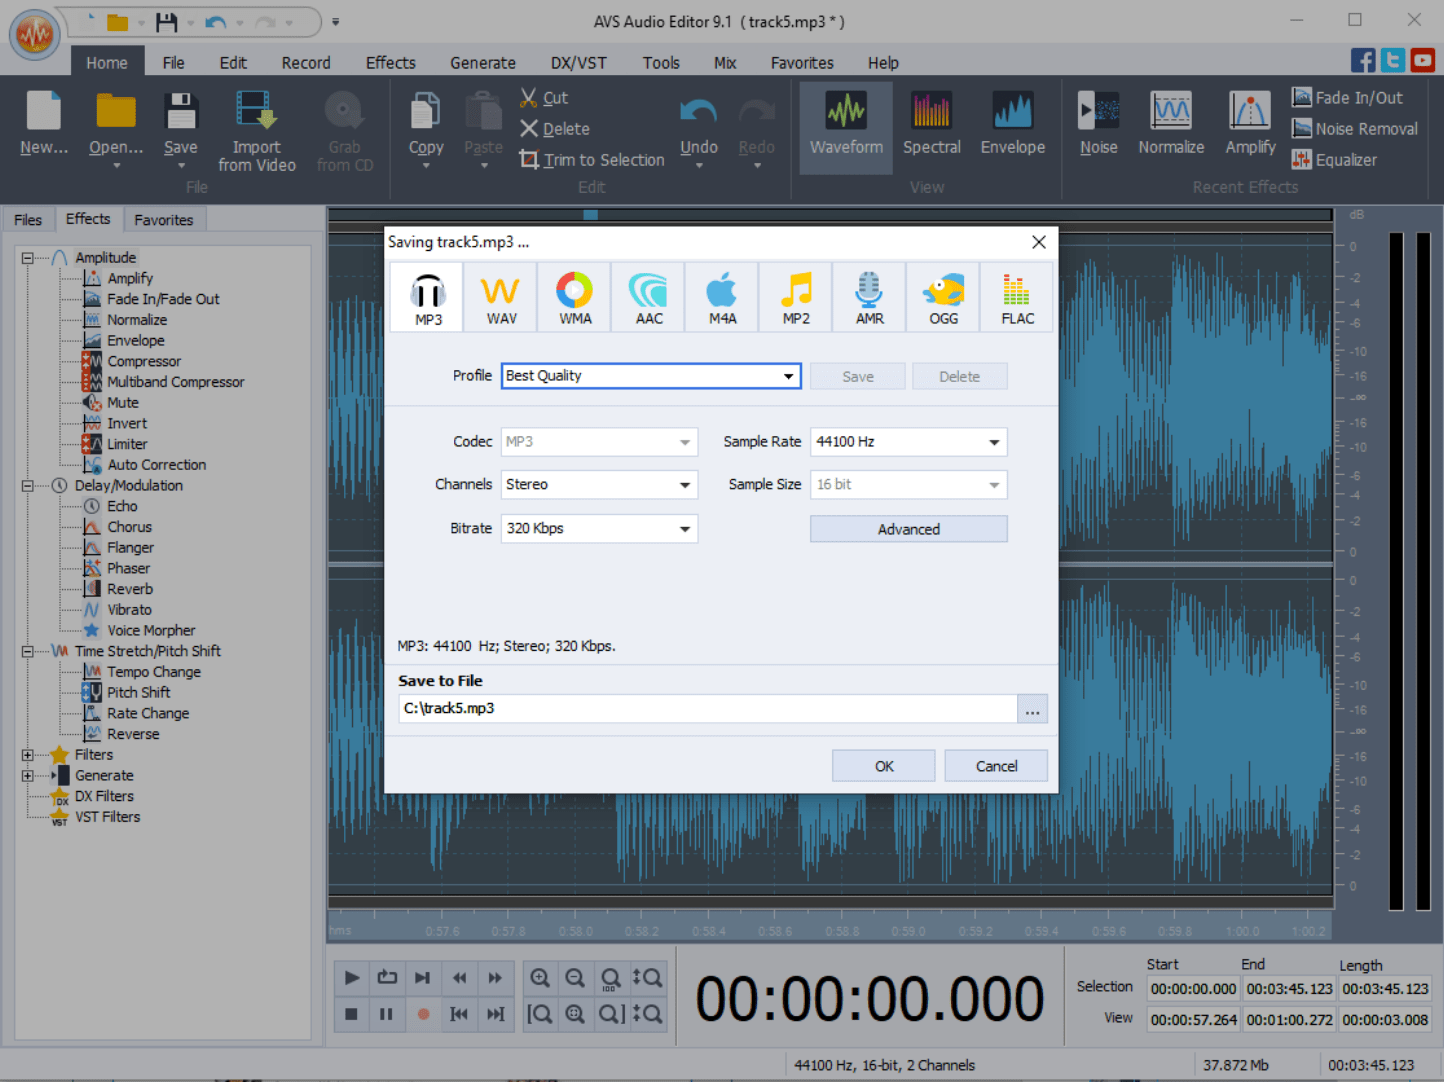 AVS Audio Editor 9.1 ( track5.mp3 * )
Home File Edit Record Effects Generate DX/VST Tools Mix Favorites Help
New... Open... Save Import from Video Grab from CD
File
Copy Paste Cut
Delete
Trim to Selection
Undo Redo
Edit
Waveform Spectral Envelope
View
Noise Normalize Amplify Fade In/Out
Noise Removal
Equalizer
Recent Effects
Files Effects Favorites
Amplitude
Amplify
Fade In/Fade Out
Normalize
Envelope
Compressor
Multiband Compressor
Mute
Invert
Limiter
Auto Correction
Delay/Modulation
Echo
Chorus
Flanger
Phaser
Reverb
Vibrato
Voice Morpher
Time Stretch/Pitch Shift
Tempo Change
Pitch Shift
Rate Change
Reverse
Filters
Generate
DX Filters
VST Filters
Saving track5.mp3 ...
MP3 WAV WMA AAC M4A MP2 AMR OGG FLAC
Profile Best Quality Save Delete
Codec MP3 Sample Rate 44100 Hz
Channels Stereo Sample Size 16 bit
Bitrate 320 Kbps Advanced
MP3: 44100 Hz; Stereo; 320 Kbps.
Save to File
C:\track5.mp3 ...
OK Cancel
dB
0
-2
-4
-6
-10
-16
-∞
-16
-10
-6
-4
-2
0
0
-2
-4
-6
-10
-16
-∞
-16
-10
-6
-4
-2
0
hms 0:57.6 0:57.8 0:58.0 0:58.2 0:58.4 0:58.6 0:58.8 0:59.0 0:59.2 0:59.4 0:59.6 0:59.8 1:00.0 1:00.2
100
00:00:00.000
Start End Length
Selection 00:00:00.000 00:03:45.123 00:03:45.123
View 00:00:57.264 00:01:00.272 00:00:03.008
44100 Hz, 16-bit, 2 Channels 37.872 Mb 00:03:45.123